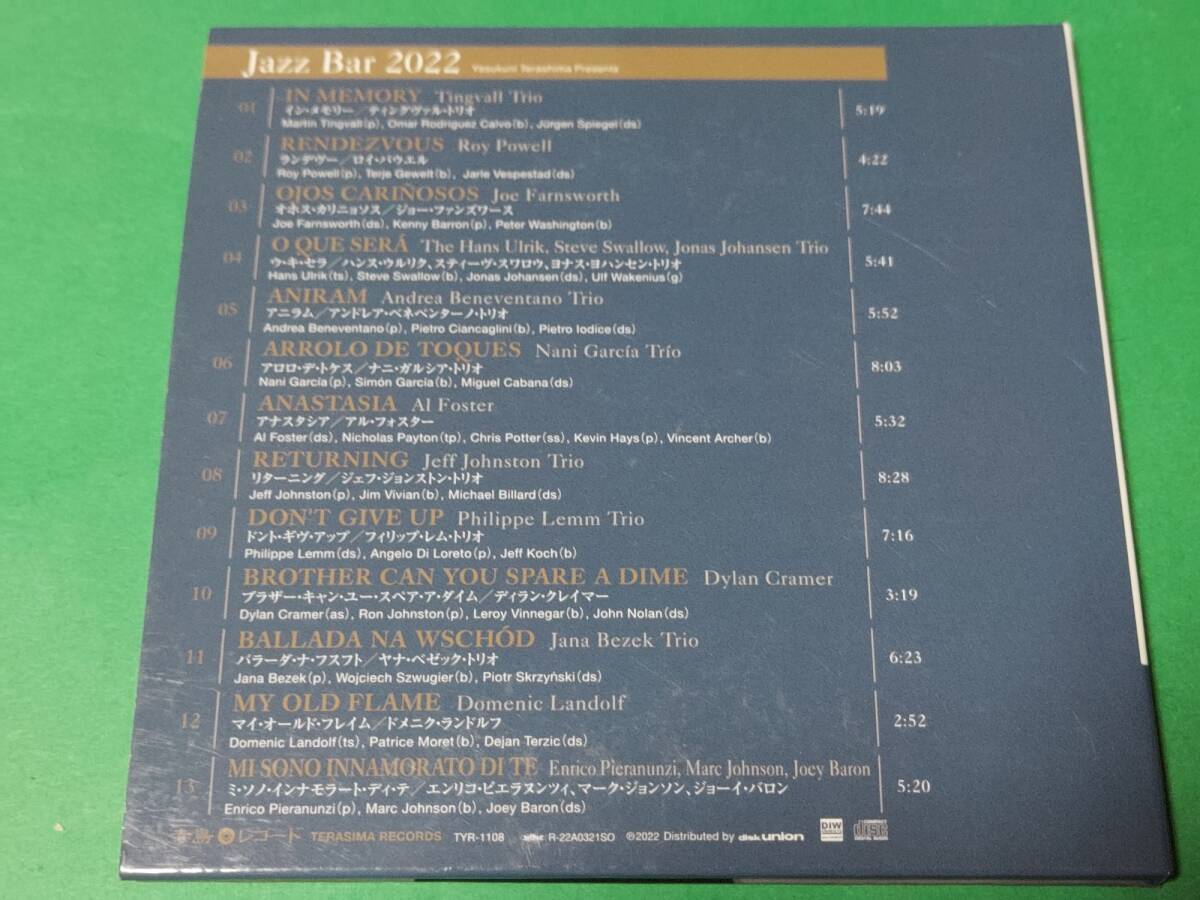 Jazz Bar 2022 Yasukuni Terashima Presents
01 IN MEMORY Tingvall Trio 5:19
イン・メモリー／ティングヴァル・トリオ
Martin Tingvall(p), Omar Rodriguez Calvo(b), Jürgen Spiegel(ds)
02 RENDEZVOUS Roy Powell 4:22
ランデヴー／ロイ・パウエル
Roy Powell(p), Terje Gewelt(b), Jarle Vespestad(ds)
03 OJOS CARIÑOSOS Joe Farnsworth 7:44
オホス・カリニョソス／ジョー・ファンズワース
Joe Farnsworth(ds), Kenny Barron(p), Peter Washington(b)
04 O QUE SERÁ The Hans Ulrik, Steve Swallow, Jonas Johansen Trio 5:41
ウ・キ・セラ／ハンス・ウルリク、スティーヴ・スワロウ、ヨナス・ヨハンセン・トリオ
Hans Ulrik(ts), Steve Swallow(b), Jonas Johansen(ds), Ulf Wakenius(g)
05 ANIRAM Andrea Beneventano Trio 5:52
アニラム／アンドレア・ベネベンターノ・トリオ
Andrea Beneventano(p), Pietro Ciancaglini(b), Pietro Iodice(ds)
06 ARROLO DE TOQUES Nani García Trío 8:03
アロロ・デ・トケス／ナニ・ガルシア・トリオ
Nani García(p), Simón García(b), Miguel Cabana(ds)
07 ANASTASIA Al Foster 5:32
アナスタシア／アル・フォスター
Al Foster(ds), Nicholas Payton(tp), Chris Potter(ss), Kevin Hays(p), Vincent Archer(b)
08 RETURNING Jeff Johnston Trio 8:28
リターニング／ジェフ・ジョンストン・トリオ
Jeff Johnston(p), Jim Vivian(b), Michael Billard(ds)
09 DON'T GIVE UP Philippe Lemm Trio 7:16
ドント・ギヴ・アップ／フィリップ・レム・トリオ
Philippe Lemm(ds), Angelo Di Loreto(p), Jeff Koch(b)
10 BROTHER CAN YOU SPARE A DIME Dylan Cramer 3:19
ブラザー・キャン・ユー・スペア・ア・ダイム／ディラン・クレイマー
Dylan Cramer(as), Ron Johnston(p), Leroy Vinnegar(b), John Nolan(ds)
11 BALLADA NA WSCHÓD Jana Bezek Trio 6:23
バラーダ・ナ・フスフト／ヤナ・ベゼック・トリオ
Jana Bezek(p), Wojciech Szwugier(b), Piotr Skrzyński(ds)
12 MY OLD FLAME Domenic Landolf 2:52
マイ・オールド・フレイム／ドメニク・ランドルフ
Domenic Landolf(ts), Patrice Moret(b), Dejan Terzic(ds)
13 MI SONO INNAMORATO DI TE Enrico Pieranunzi, Marc Johnson, Joey Baron 5:20
ミ・ソノ・インナモラート・ディ・テ／エンリコ・ピエラヌンツィ、マーク・ジョンソン、ジョーイ・バロン
Enrico Pieranunzi(p), Marc Johnson(b), Joey Baron(ds)
寺島レコード TERASIMA RECORDS TYR-1108 R-22A0321SO ℗2022 Distributed by disk union DIW COMPACT disc DIGITAL AUDIO